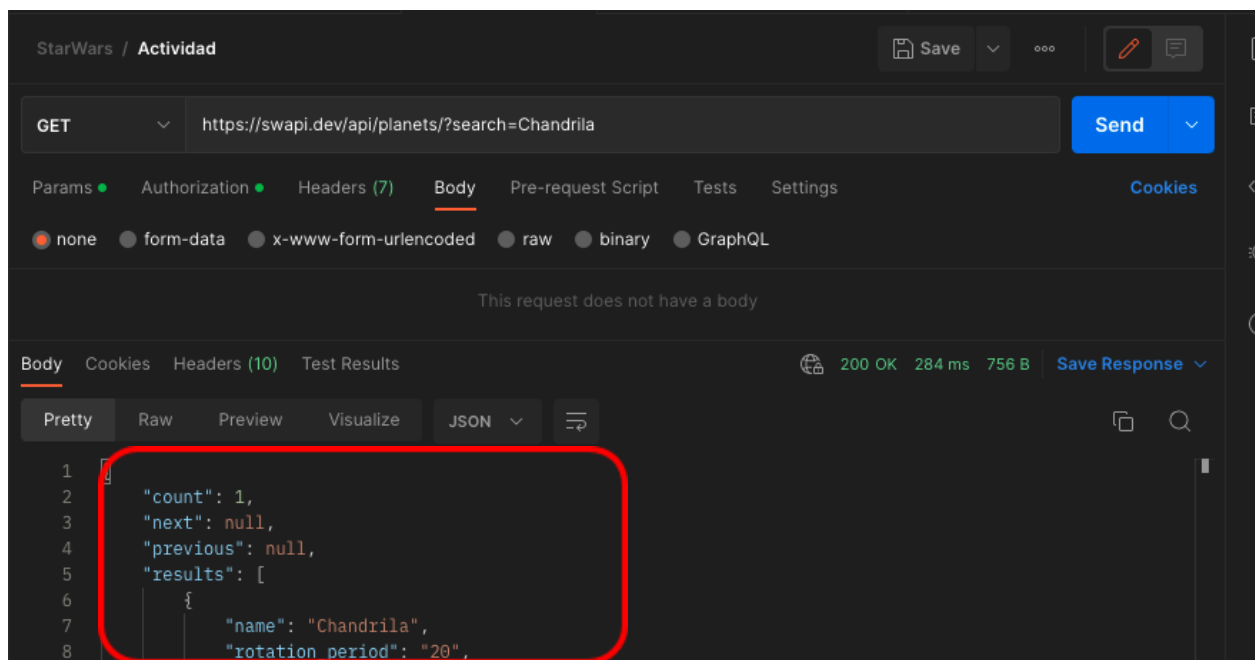 StarWars / Actividad
Save
GET https://swapi.dev/api/planets/?search=Chandrila Send
Params Authorization Headers (7) Body Pre-request Script Tests Settings Cookies
none form-data x-www-form-urlencoded raw binary GraphQL
This request does not have a body
Body Cookies Headers (10) Test Results 200 OK 284 ms 756 B Save Response
Pretty Raw Preview Visualize JSON
1 {
2 "count": 1,
3 "next": null,
4 "previous": null,
5 "results": [
6 {
7 "name": "Chandrila",
8 "rotation_period": "20",